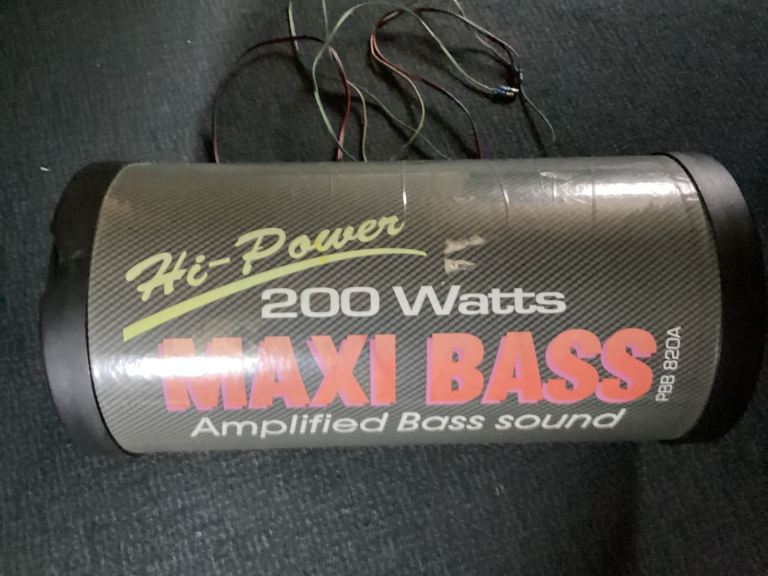 Hi-Power
200 Watts
MAXI BASS
Amplified Bass sound
PBB 820A